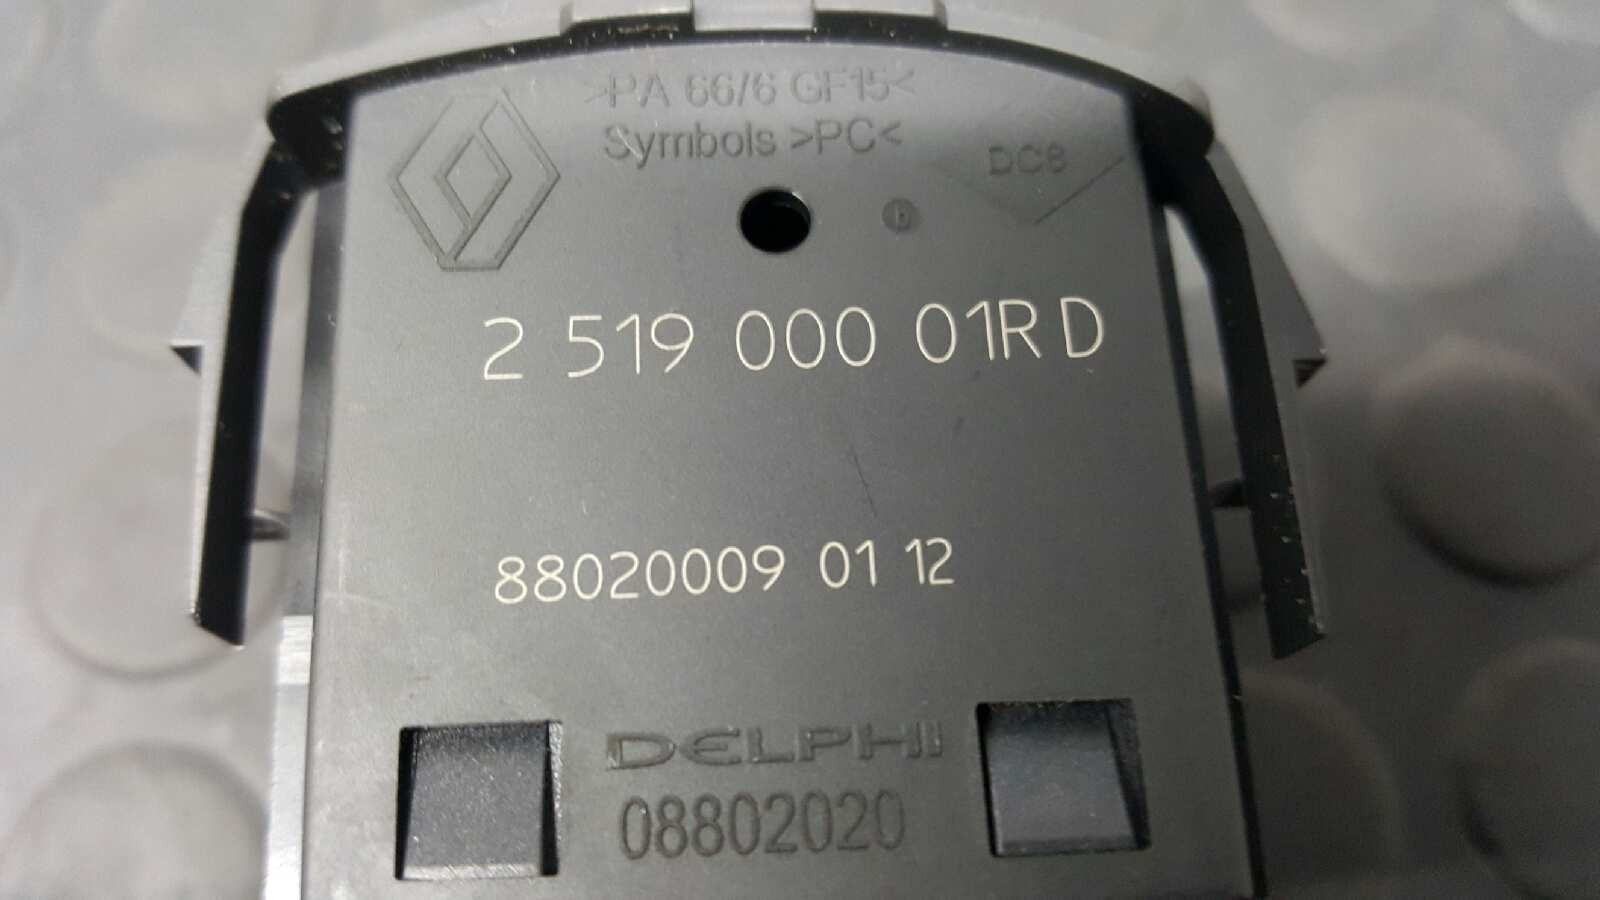 >PA 66/6 GF15<
Symbols >PC<
DC8
b
2 519 000 01R D
88020009 01 12
DELPHI
08802020